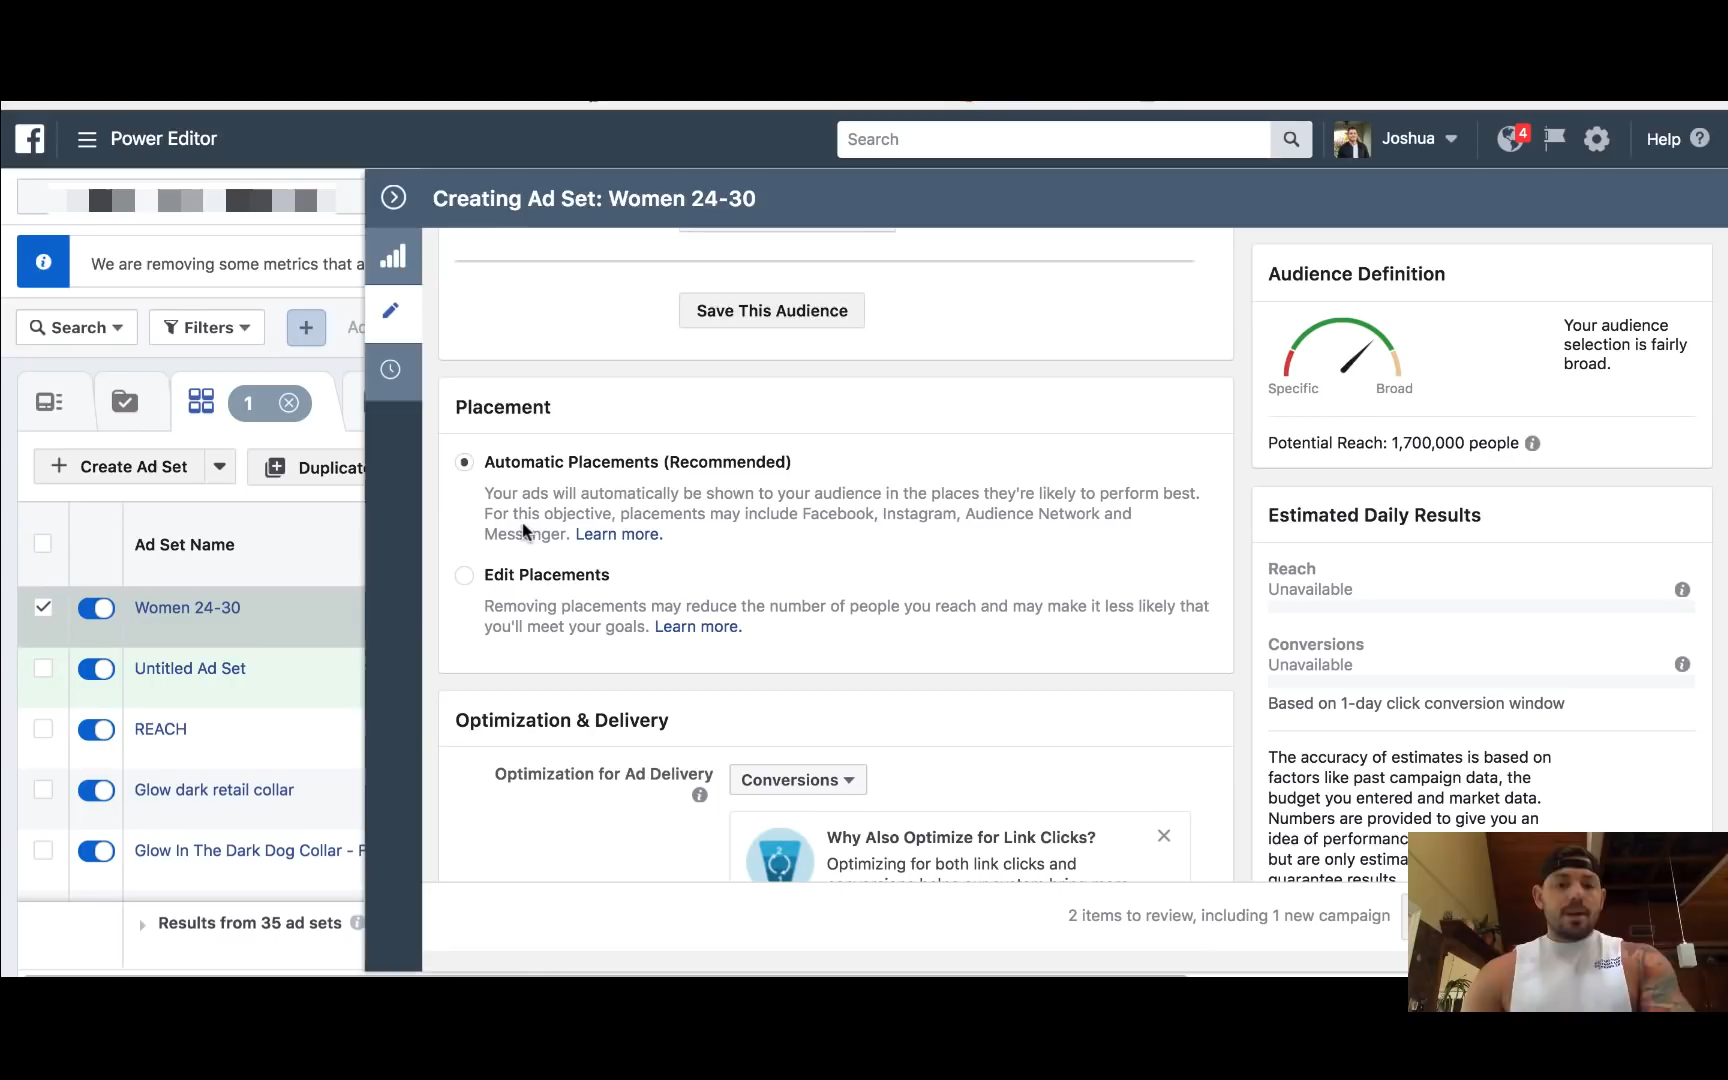 Power Editor
Search
Joshua
4
Help
Creating Ad Set: Women 24-30
We are removing some metrics that a
Search
Filters
1
Create Ad Set
Duplicat
Ad Set Name
Women 24-30
Untitled Ad Set
REACH
Glow dark retail collar
Glow In The Dark Dog Collar - F
Results from 35 ad sets
Save This Audience
Placement
Automatic Placements (Recommended)
Your ads will automatically be shown to your audience in the places they're likely to perform best.
For this objective, placements may include Facebook, Instagram, Audience Network and
Messenger. Learn more.
Edit Placements
Removing placements may reduce the number of people you reach and may make it less likely that
you'll meet your goals. Learn more.
Optimization & Delivery
Optimization for Ad Delivery
Conversions
Why Also Optimize for Link Clicks?
Optimizing for both link clicks and
2 items to review, including 1 new campaign
Audience Definition
Specific
Broad
Your audience
selection is fairly
broad.
Potential Reach: 1,700,000 people
Estimated Daily Results
Reach
Unavailable
Conversions
Unavailable
Based on 1-day click conversion window
The accuracy of estimates is based on
factors like past campaign data, the
budget you entered and market data.
Numbers are provided to give you an
idea of performanc
but are only estima
guarantee results.